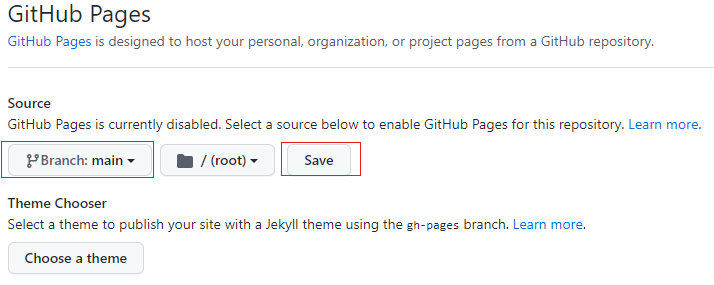 GitHub Pages
GitHub Pages is designed to host your personal, organization, or project pages from a GitHub repository.
Source
GitHub Pages is currently disabled. Select a source below to enable GitHub Pages for this repository. Learn more.
Branch: main / (root) Save
Theme Chooser
Select a theme to publish your site with a Jekyll theme using the gh-pages branch. Learn more.
Choose a theme